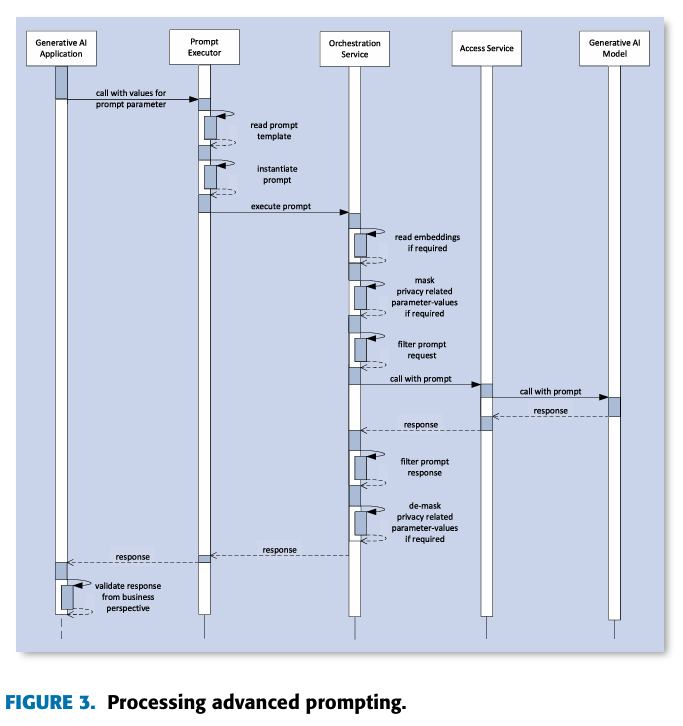 Generative AI
Application
Prompt
Executor
Orchestration
Service
Access Service
Generative AI
Model
call with values for
prompt parameter
read prompt
template
instantiate
prompt
execute prompt
read embeddings
if required
mask
privacy related
parameter-values
if required
filter prompt
request
call with prompt
call with prompt
response
response
filter prompt
response
de-mask
privacy related
parameter-values
if required
response
response
validate response
from business
perspective
FIGURE 3. Processing advanced prompting.